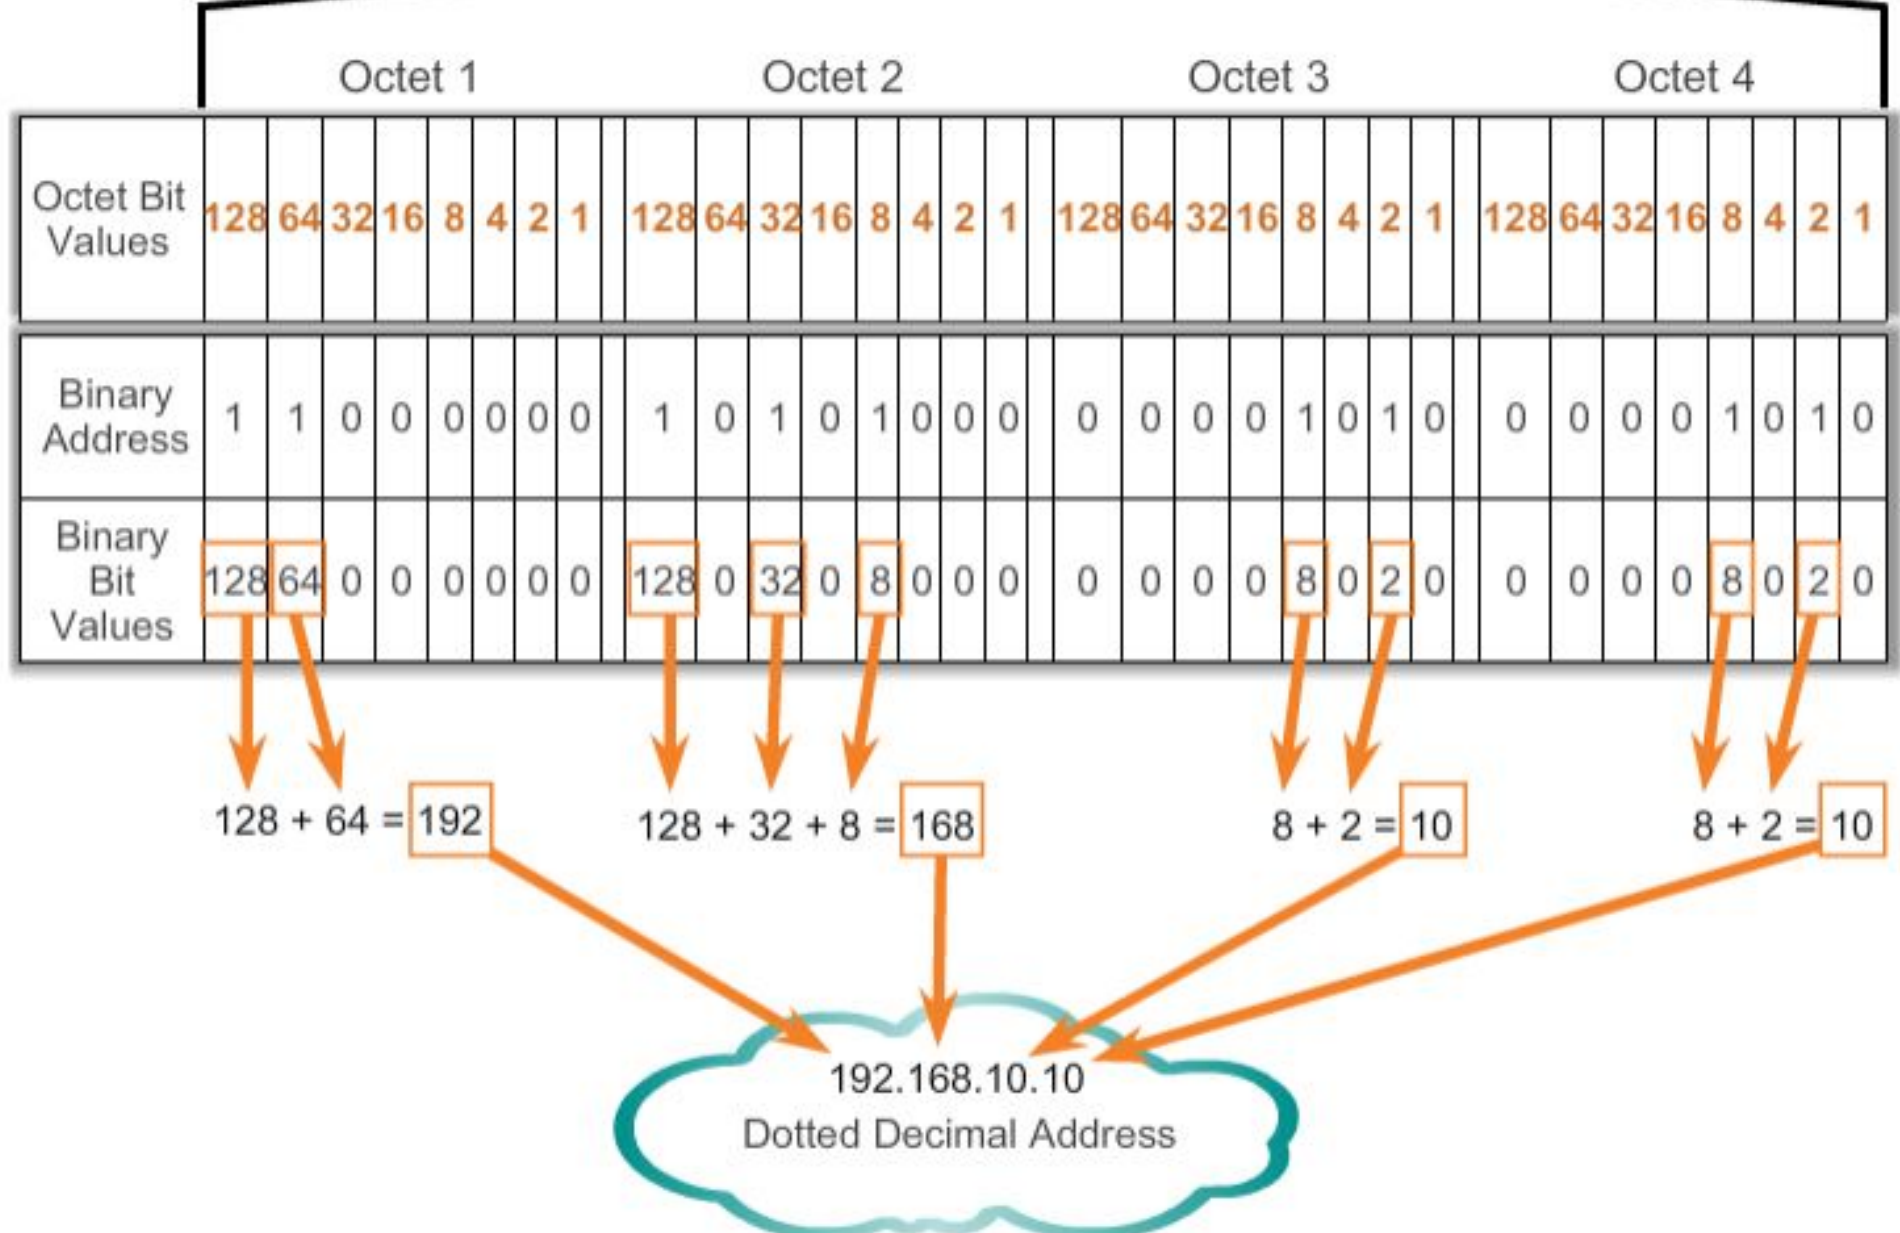 Octet 1 Octet 2 Octet 3 Octet 4
Octet Bit
Values
128 64 32 16 8 4 2 1 128 64 32 16 8 4 2 1 128 64 32 16 8 4 2 1 128 64 32 16 8 4 2 1
Binary
Address
1 1 0 0 0 0 0 0 1 0 1 0 1 0 0 0 0 0 0 0 1 0 1 0 0 0 0 0 1 0 1 0
Binary
Bit
Values
128 64 0 0 0 0 0 0 128 0 32 0 8 0 0 0 0 0 0 0 8 0 2 0 0 0 0 0 8 0 2 0
128 + 64 = 192 128 + 32 + 8 = 168 8 + 2 = 10 8 + 2 = 10
192.168.10.10
Dotted Decimal Address